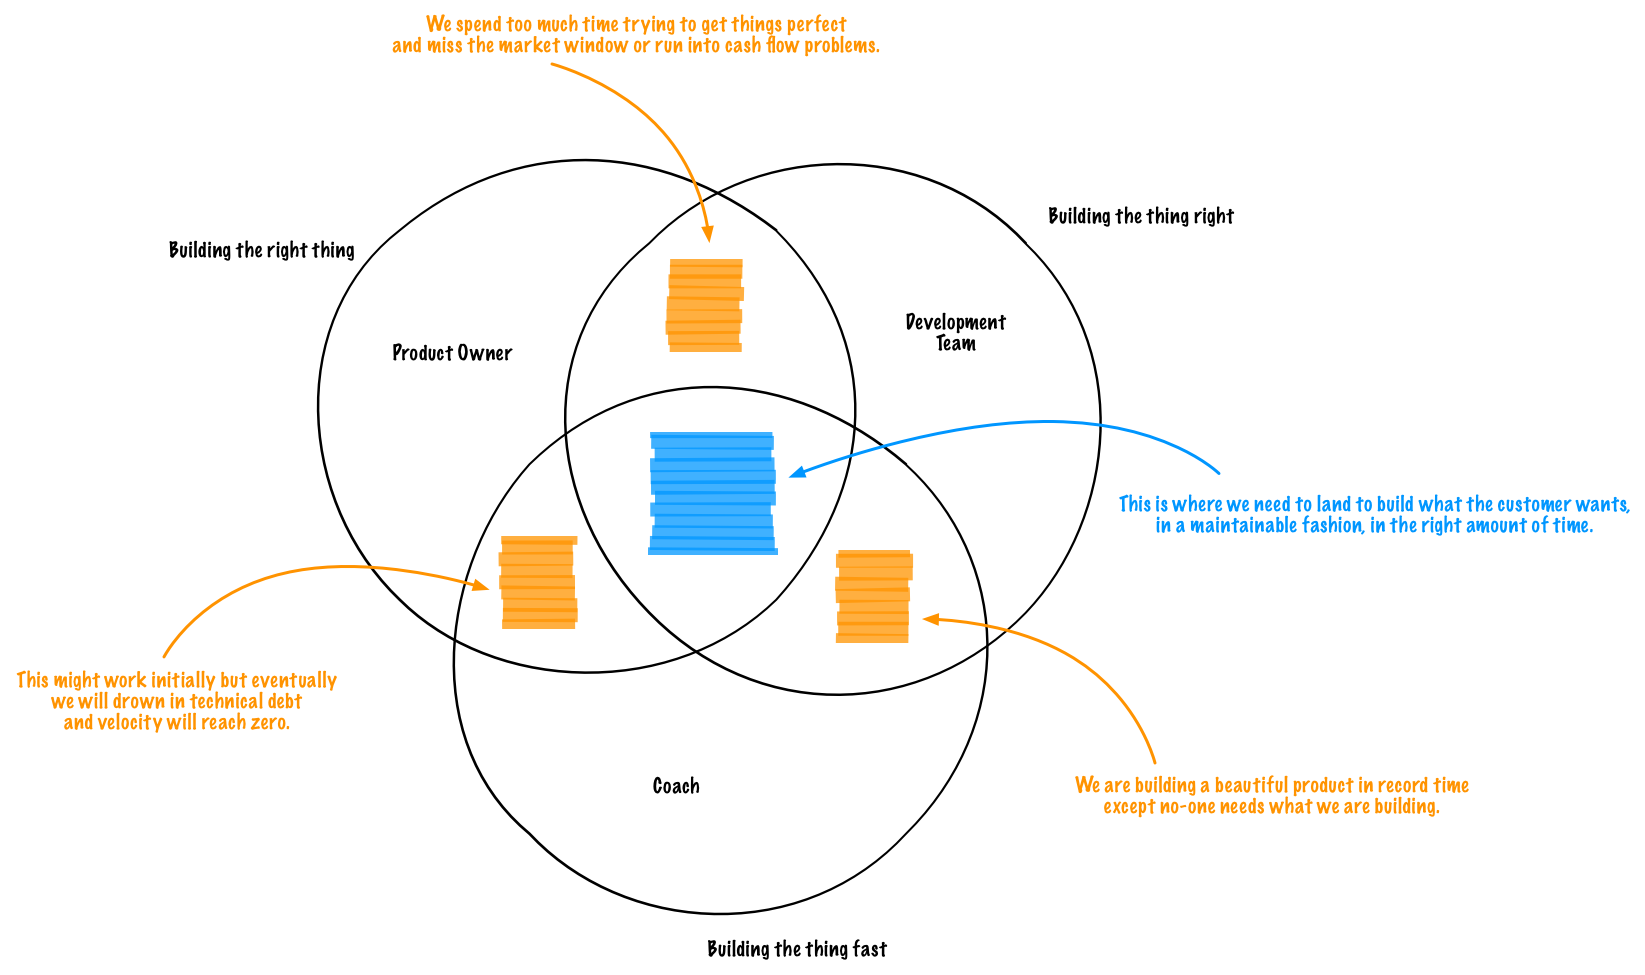 We spend too much time trying to get things perfect
and miss the market window or run into cash flow problems.
Building the right thing
Building the thing right
Product Owner
Development
Team
This is where we need to land to build what the customer wants,
in a maintainable fashion, in the right amount of time.
This might work initially but eventually
we will drown in technical debt
and velocity will reach zero.
Coach
We are building a beautiful product in record time
except no-one needs what we are building.
Building the thing fast